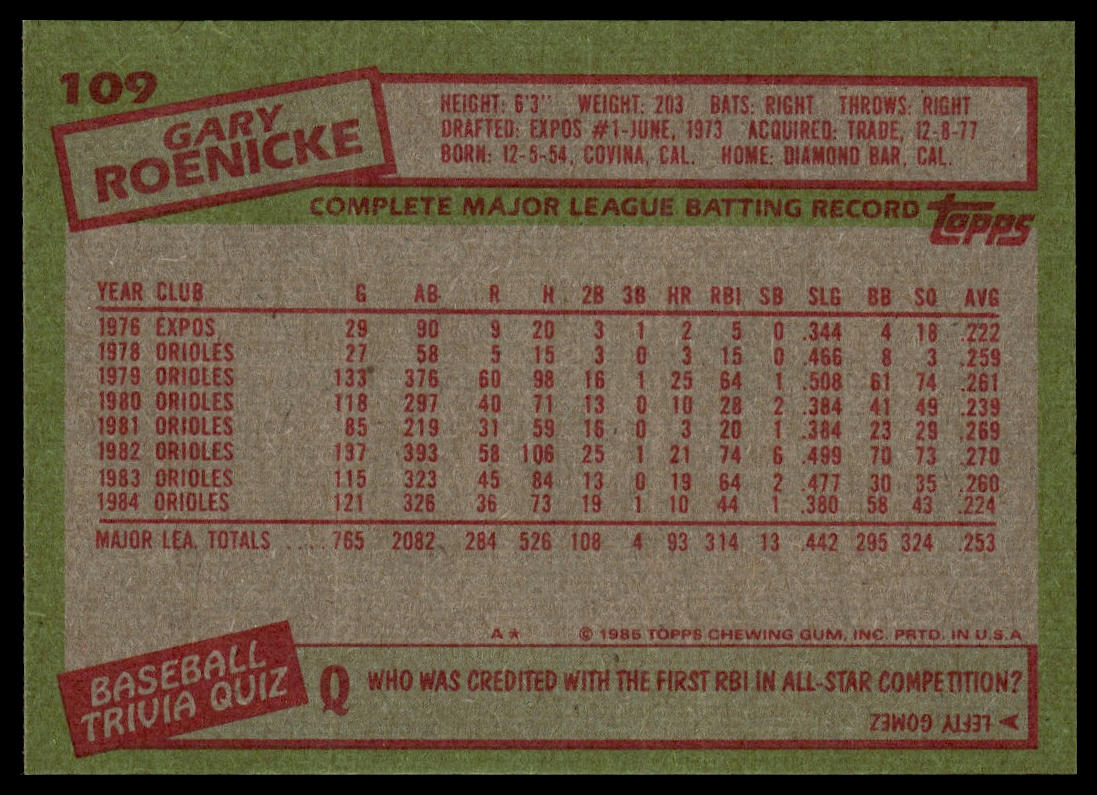 109
GARY
ROENICKE
HEIGHT: 6'3" WEIGHT: 203 BATS: RIGHT THROWS: RIGHT
DRAFTED: EXPOS #1-JUNE, 1973 ACQUIRED: TRADE, 12-8-77
BORN: 12-5-54, COVINA, CAL. HOME: DIAMOND BAR, CAL.
COMPLETE MAJOR LEAGUE BATTING RECORD topps
YEAR CLUB G AB R H 2B 3B HR RBI SB SLG BB SO AVG
1976 EXPOS 29 90 9 20 3 1 2 5 0 .344 4 18 .222
1978 ORIOLES 27 58 5 15 3 0 3 15 0 .466 8 3 .259
1979 ORIOLES 133 376 60 98 16 1 25 64 1 .508 61 74 .261
1980 ORIOLES 118 297 40 71 13 0 10 28 2 .384 41 49 .239
1981 ORIOLES 85 219 31 59 16 0 3 20 1 .384 23 29 .269
1982 ORIOLES 137 393 58 106 25 1 21 74 6 .499 70 73 .270
1983 ORIOLES 115 323 45 84 13 0 19 64 2 .477 30 35 .260
1984 ORIOLES 121 326 36 73 19 1 10 44 1 .380 58 43 .224
MAJOR LEA. TOTALS ..... 765 2082 284 526 108 4 93 314 13 .442 295 324 .253
A★ © 1985 TOPPS CHEWING GUM, INC. PRTD. IN U.S.A.
BASEBALL
TRIVIA QUIZ
Q WHO WAS CREDITED WITH THE FIRST RBI IN ALL-STAR COMPETITION?
A LEFTY GOMEZ